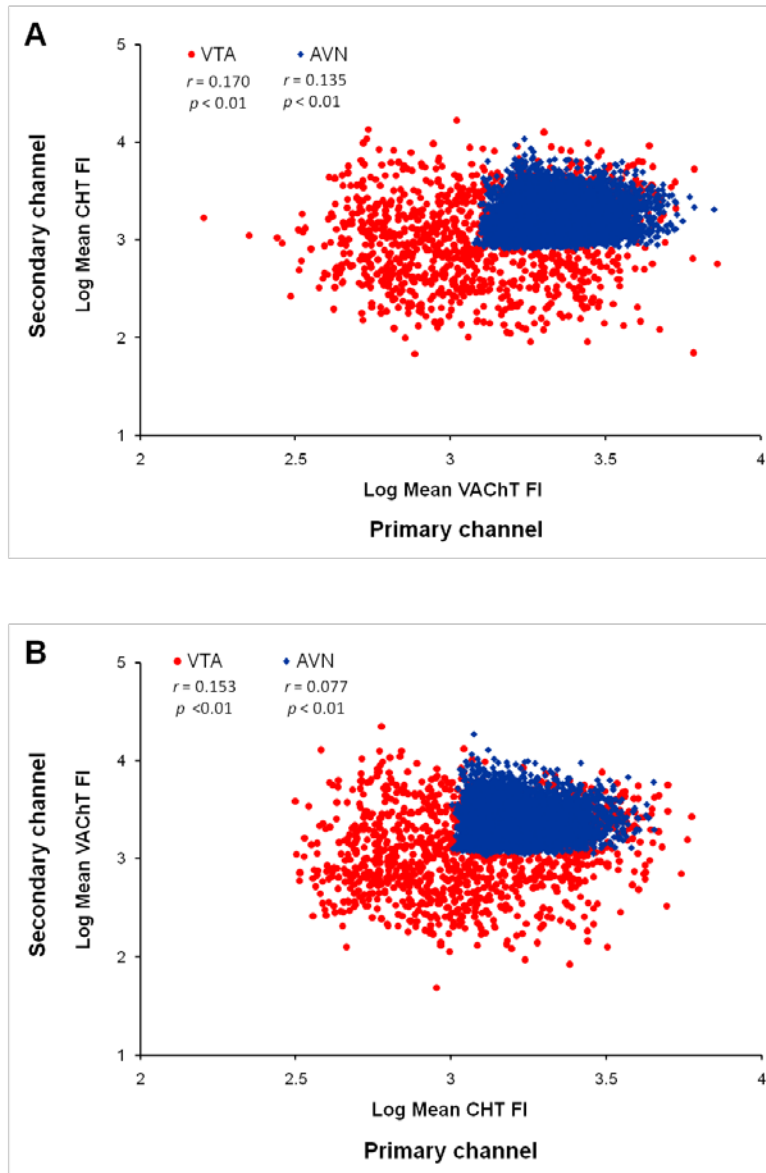 A
VTA AVN
r = 0.170 r = 0.135
p < 0.01 p < 0.01
5
4
3
2
1
Secondary channel
Log Mean CHT FI
2 2.5 3 3.5 4
Log Mean VAChT FI
Primary channel
B
VTA AVN
r = 0.153 r = 0.077
p <0.01 p < 0.01
5
4
3
2
1
Secondary channel
Log Mean VAChT FI
2 2.5 3 3.5 4
Log Mean CHT FI
Primary channel